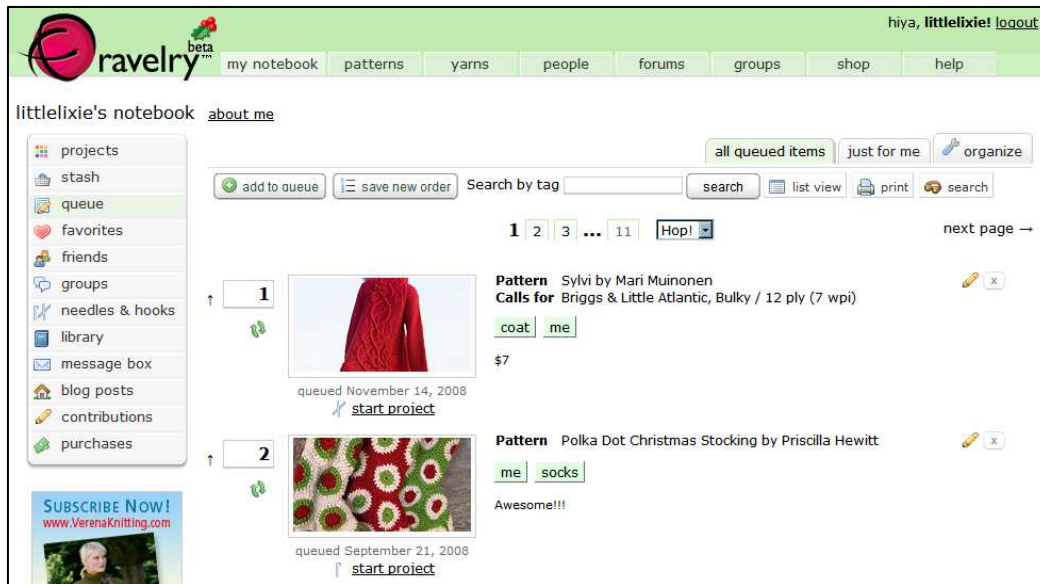 hiya, littlelixie! logout
ravelry beta™
my notebook patterns yarns people forums groups shop help
littlelixie's notebook about me
projects
stash
queue
favorites
friends
groups
needles & hooks
library
message box
blog posts
contributions
purchases
SUBSCRIBE NOW!
www.VerenaKnitting.com
all queued items just for me organize
add to queue save new order Search by tag search list view print search
1 2 3 ... 11 Hop! next page →
↑ 1
Pattern Sylvi by Mari Muinonen x
Calls for Briggs & Little Atlantic, Bulky / 12 ply (7 wpi)
coat me
$7
queued November 14, 2008
start project
↑ 2
Pattern Polka Dot Christmas Stocking by Priscilla Hewitt x
me socks
Awesome!!!
queued September 21, 2008
start project